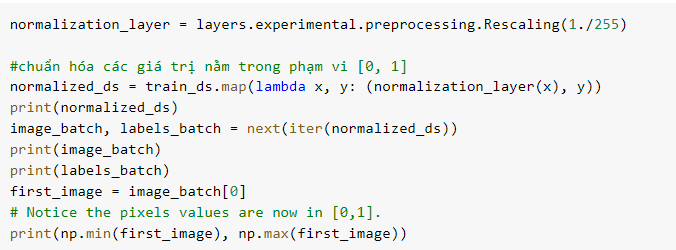 normalization_layer = layers.experimental.preprocessing.Rescaling(1./255)
#chuẩn hóa các giá trị nằm trong phạm vi [0, 1]
normalized_ds = train_ds.map(lambda x, y: (normalization_layer(x), y))
print(normalized_ds)
image_batch, labels_batch = next(iter(normalized_ds))
print(image_batch)
print(labels_batch)
first_image = image_batch[0]
# Notice the pixels values are now in [0,1].
print(np.min(first_image), np.max(first_image))